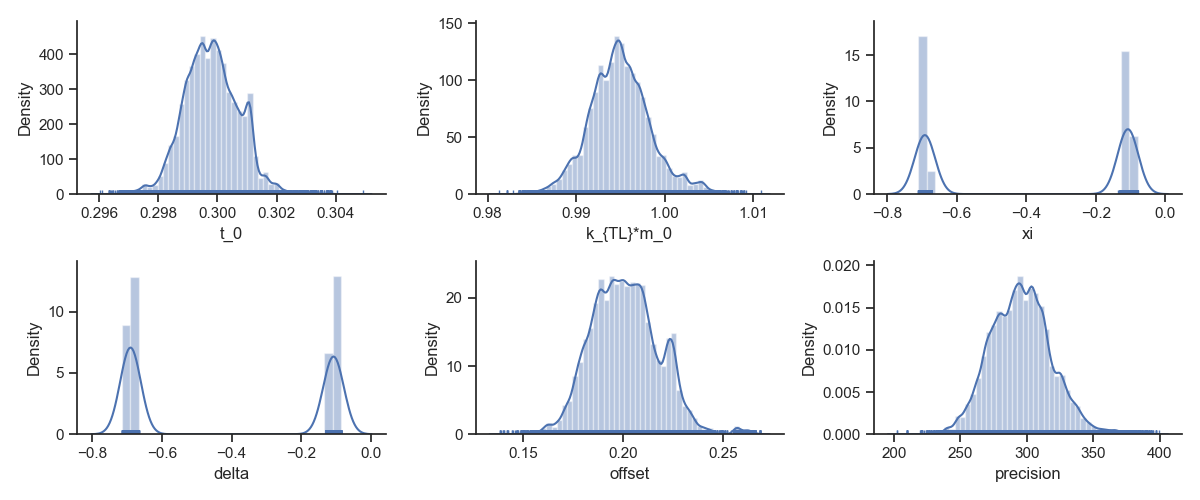 Density
400
300
200
100
0
0.296 0.298 0.300 0.302 0.304
t_0
Density
150
100
50
0
0.98 0.99 1.00 1.01
k_{TL}*m_0
Density
15
10
5
0
−0.8 −0.6 −0.4 −0.2 0.0
xi
Density
10
5
0
−0.8 −0.6 −0.4 −0.2 0.0
delta
Density
20
10
0
0.15 0.20 0.25
offset
Density
0.020
0.015
0.010
0.005
0.000
200 250 300 350 400
precision